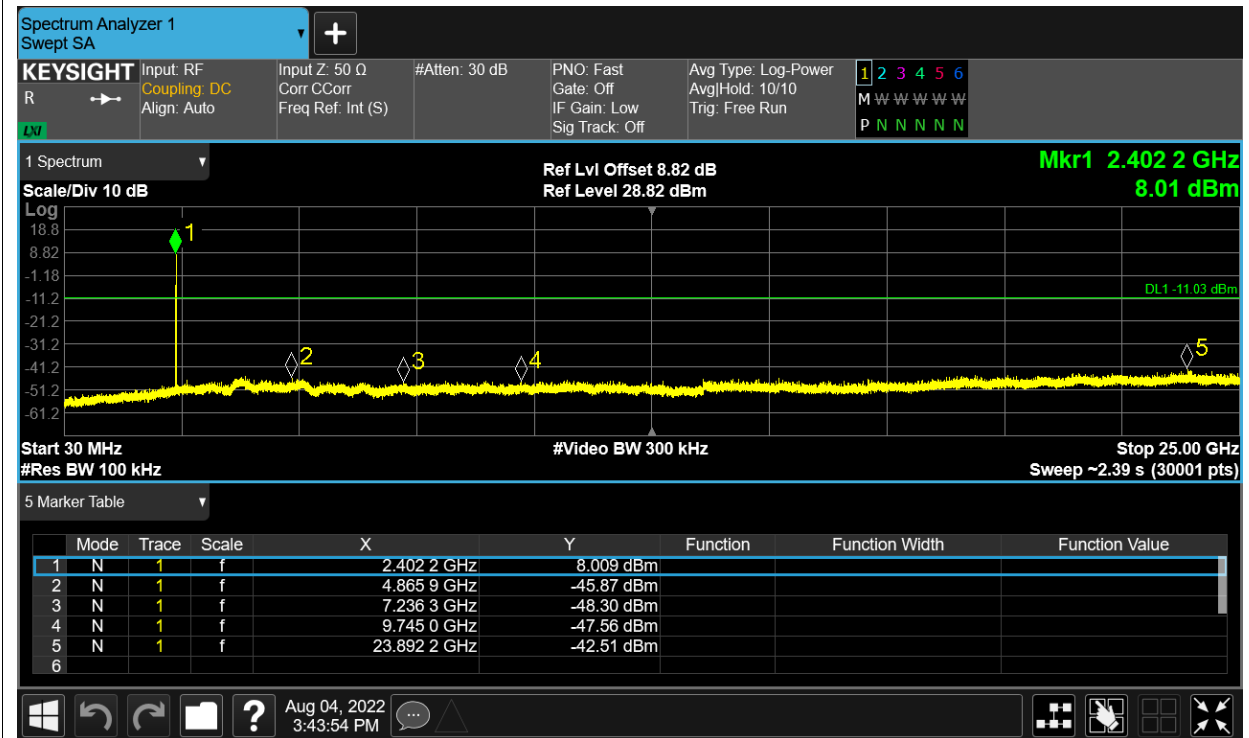 Spectrum Analyzer 1
Swept SA
+
KEYSIGHT
R
LXI
Input: RF
Coupling: DC
Align: Auto
Input Z: 50 Ω
Corr CCorr
Freq Ref: Int (S)
#Atten: 30 dB
PNO: Fast
Gate: Off
IF Gain: Low
Sig Track: Off
Avg Type: Log-Power
Avg|Hold: 10/10
Trig: Free Run
1 2 3 4 5 6
M W W W W W
P N N N N N
1 Spectrum
Scale/Div 10 dB
Ref Lvl Offset 8.82 dB
Ref Level 28.82 dBm
Mkr1 2.402 2 GHz
8.01 dBm
Log
18.8
8.82
-1.18
-11.2
-21.2
-31.2
-41.2
-51.2
-61.2
1
DL1 -11.03 dBm
2
3
4
5
Start 30 MHz
#Video BW 300 kHz
Stop 25.00 GHz
#Res BW 100 kHz
Sweep ~2.39 s (30001 pts)
5 Marker Table
Mode Trace Scale X Y Function Function Width Function Value
1 N 1 f 2.402 2 GHz 8.009 dBm
2 N 1 f 4.865 9 GHz -45.87 dBm
3 N 1 f 7.236 3 GHz -48.30 dBm
4 N 1 f 9.745 0 GHz -47.56 dBm
5 N 1 f 23.892 2 GHz -42.51 dBm
6
?
Aug 04, 2022
3:43:54 PM